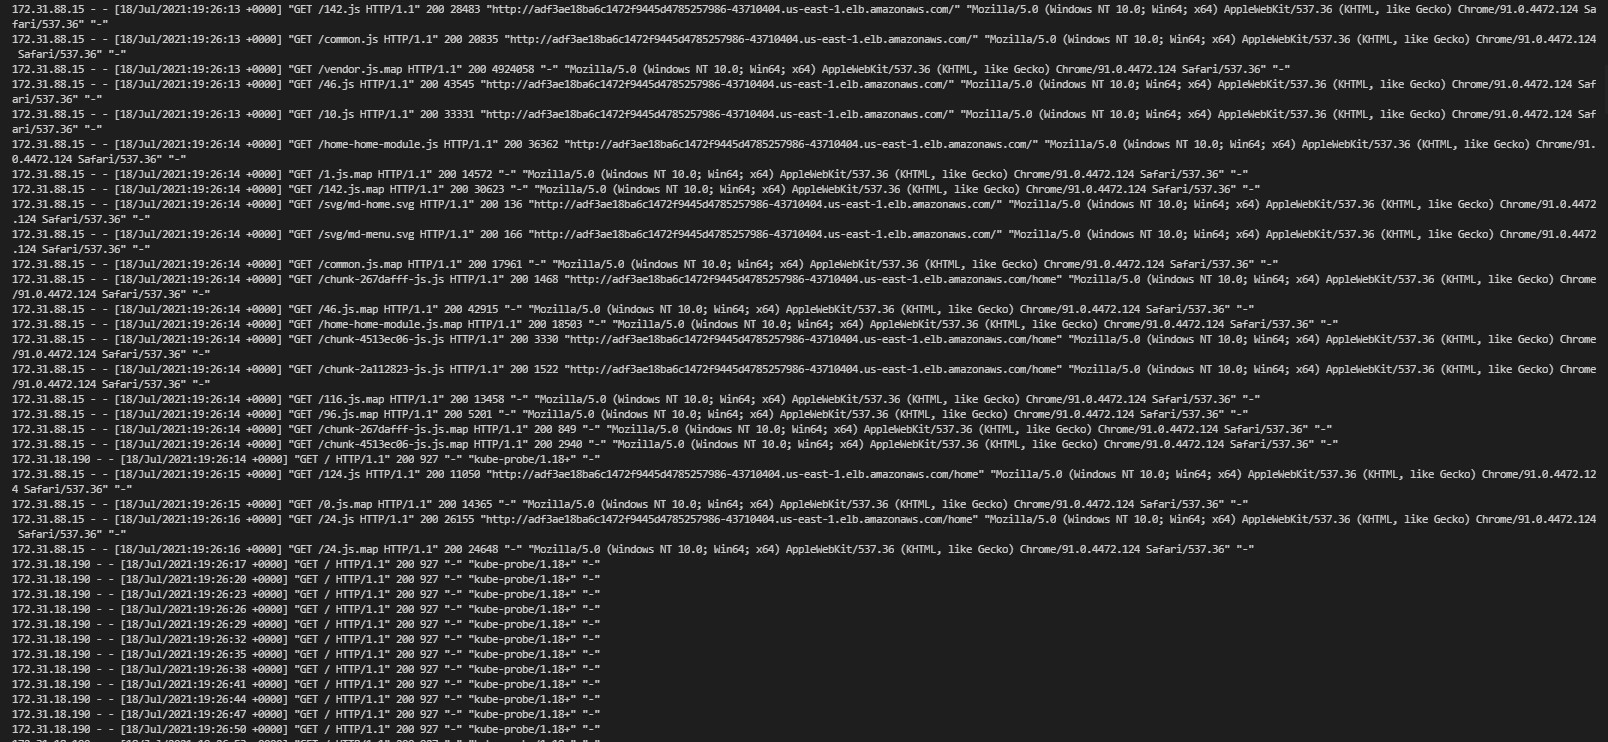 172.31.88.15 - - [18/Jul/2021:19:26:13 +0000] "GET /142.js HTTP/1.1" 200 28483 "http://adf3ae18ba6c1472f9445d4785257986-43710404.us-east-1.elb.amazonaws.com/" "Mozilla/5.0 (Windows NT 10.0; Win64; x64) AppleWebKit/537.36 (KHTML, like Gecko) Chrome/91.0.4472.124 Sa
fari/537.36" "-"
172.31.88.15 - - [18/Jul/2021:19:26:13 +0000] "GET /common.js HTTP/1.1" 200 20835 "http://adf3ae18ba6c1472f9445d4785257986-43710404.us-east-1.elb.amazonaws.com/" "Mozilla/5.0 (Windows NT 10.0; Win64; x64) AppleWebKit/537.36 (KHTML, like Gecko) Chrome/91.0.4472.124
 Safari/537.36" "-"
172.31.88.15 - - [18/Jul/2021:19:26:13 +0000] "GET /vendor.js.map HTTP/1.1" 200 4924058 "-" "Mozilla/5.0 (Windows NT 10.0; Win64; x64) AppleWebKit/537.36 (KHTML, like Gecko) Chrome/91.0.4472.124 Safari/537.36" "-"
172.31.88.15 - - [18/Jul/2021:19:26:13 +0000] "GET /46.js HTTP/1.1" 200 43545 "http://adf3ae18ba6c1472f9445d4785257986-43710404.us-east-1.elb.amazonaws.com/" "Mozilla/5.0 (Windows NT 10.0; Win64; x64) AppleWebKit/537.36 (KHTML, like Gecko) Chrome/91.0.4472.124 Saf
ari/537.36" "-"
172.31.88.15 - - [18/Jul/2021:19:26:13 +0000] "GET /10.js HTTP/1.1" 200 33331 "http://adf3ae18ba6c1472f9445d4785257986-43710404.us-east-1.elb.amazonaws.com/" "Mozilla/5.0 (Windows NT 10.0; Win64; x64) AppleWebKit/537.36 (KHTML, like Gecko) Chrome/91.0.4472.124 Saf
ari/537.36" "-"
172.31.88.15 - - [18/Jul/2021:19:26:14 +0000] "GET /home-home-module.js HTTP/1.1" 200 36362 "http://adf3ae18ba6c1472f9445d4785257986-43710404.us-east-1.elb.amazonaws.com/" "Mozilla/5.0 (Windows NT 10.0; Win64; x64) AppleWebKit/537.36 (KHTML, like Gecko) Chrome/91.
0.4472.124 Safari/537.36" "-"
172.31.88.15 - - [18/Jul/2021:19:26:14 +0000] "GET /1.js.map HTTP/1.1" 200 14572 "-" "Mozilla/5.0 (Windows NT 10.0; Win64; x64) AppleWebKit/537.36 (KHTML, like Gecko) Chrome/91.0.4472.124 Safari/537.36" "-"
172.31.88.15 - - [18/Jul/2021:19:26:14 +0000] "GET /142.js.map HTTP/1.1" 200 30623 "-" "Mozilla/5.0 (Windows NT 10.0; Win64; x64) AppleWebKit/537.36 (KHTML, like Gecko) Chrome/91.0.4472.124 Safari/537.36" "-"
172.31.88.15 - - [18/Jul/2021:19:26:14 +0000] "GET /svg/md-home.svg HTTP/1.1" 200 136 "http://adf3ae18ba6c1472f9445d4785257986-43710404.us-east-1.elb.amazonaws.com/" "Mozilla/5.0 (Windows NT 10.0; Win64; x64) AppleWebKit/537.36 (KHTML, like Gecko) Chrome/91.0.4472
.124 Safari/537.36" "-"
172.31.88.15 - - [18/Jul/2021:19:26:14 +0000] "GET /svg/md-menu.svg HTTP/1.1" 200 166 "http://adf3ae18ba6c1472f9445d4785257986-43710404.us-east-1.elb.amazonaws.com/" "Mozilla/5.0 (Windows NT 10.0; Win64; x64) AppleWebKit/537.36 (KHTML, like Gecko) Chrome/91.0.4472
.124 Safari/537.36" "-"
172.31.88.15 - - [18/Jul/2021:19:26:14 +0000] "GET /common.js.map HTTP/1.1" 200 17961 "-" "Mozilla/5.0 (Windows NT 10.0; Win64; x64) AppleWebKit/537.36 (KHTML, like Gecko) Chrome/91.0.4472.124 Safari/537.36" "-"
172.31.88.15 - - [18/Jul/2021:19:26:14 +0000] "GET /chunk-267dafff-js.js HTTP/1.1" 200 1468 "http://adf3ae18ba6c1472f9445d4785257986-43710404.us-east-1.elb.amazonaws.com/home" "Mozilla/5.0 (Windows NT 10.0; Win64; x64) AppleWebKit/537.36 (KHTML, like Gecko) Chrome
/91.0.4472.124 Safari/537.36" "-"
172.31.88.15 - - [18/Jul/2021:19:26:14 +0000] "GET /46.js.map HTTP/1.1" 200 42915 "-" "Mozilla/5.0 (Windows NT 10.0; Win64; x64) AppleWebKit/537.36 (KHTML, like Gecko) Chrome/91.0.4472.124 Safari/537.36" "-"
172.31.88.15 - - [18/Jul/2021:19:26:14 +0000] "GET /home-home-module.js.map HTTP/1.1" 200 18503 "-" "Mozilla/5.0 (Windows NT 10.0; Win64; x64) AppleWebKit/537.36 (KHTML, like Gecko) Chrome/91.0.4472.124 Safari/537.36" "-"
172.31.88.15 - - [18/Jul/2021:19:26:14 +0000] "GET /chunk-4513ec06-js.js HTTP/1.1" 200 3330 "http://adf3ae18ba6c1472f9445d4785257986-43710404.us-east-1.elb.amazonaws.com/home" "Mozilla/5.0 (Windows NT 10.0; Win64; x64) AppleWebKit/537.36 (KHTML, like Gecko) Chrome
/91.0.4472.124 Safari/537.36" "-"
172.31.88.15 - - [18/Jul/2021:19:26:14 +0000] "GET /chunk-2a112823-js.js HTTP/1.1" 200 1522 "http://adf3ae18ba6c1472f9445d4785257986-43710404.us-east-1.elb.amazonaws.com/home" "Mozilla/5.0 (Windows NT 10.0; Win64; x64) AppleWebKit/537.36 (KHTML, like Gecko) Chrome
/91.0.4472.124 Safari/537.36" "-"
172.31.88.15 - - [18/Jul/2021:19:26:14 +0000] "GET /116.js.map HTTP/1.1" 200 13458 "-" "Mozilla/5.0 (Windows NT 10.0; Win64; x64) AppleWebKit/537.36 (KHTML, like Gecko) Chrome/91.0.4472.124 Safari/537.36" "-"
172.31.88.15 - - [18/Jul/2021:19:26:14 +0000] "GET /96.js.map HTTP/1.1" 200 5201 "-" "Mozilla/5.0 (Windows NT 10.0; Win64; x64) AppleWebKit/537.36 (KHTML, like Gecko) Chrome/91.0.4472.124 Safari/537.36" "-"
172.31.88.15 - - [18/Jul/2021:19:26:14 +0000] "GET /chunk-267dafff-js.js.map HTTP/1.1" 200 849 "-" "Mozilla/5.0 (Windows NT 10.0; Win64; x64) AppleWebKit/537.36 (KHTML, like Gecko) Chrome/91.0.4472.124 Safari/537.36" "-"
172.31.88.15 - - [18/Jul/2021:19:26:14 +0000] "GET /chunk-4513ec06-js.js.map HTTP/1.1" 200 2940 "-" "Mozilla/5.0 (Windows NT 10.0; Win64; x64) AppleWebKit/537.36 (KHTML, like Gecko) Chrome/91.0.4472.124 Safari/537.36" "-"
172.31.18.190 - - [18/Jul/2021:19:26:14 +0000] "GET / HTTP/1.1" 200 927 "-" "kube-probe/1.18+" "-"
172.31.88.15 - - [18/Jul/2021:19:26:15 +0000] "GET /124.js HTTP/1.1" 200 11050 "http://adf3ae18ba6c1472f9445d4785257986-43710404.us-east-1.elb.amazonaws.com/home" "Mozilla/5.0 (Windows NT 10.0; Win64; x64) AppleWebKit/537.36 (KHTML, like Gecko) Chrome/91.0.4472.12
4 Safari/537.36" "-"
172.31.88.15 - - [18/Jul/2021:19:26:15 +0000] "GET /0.js.map HTTP/1.1" 200 14365 "-" "Mozilla/5.0 (Windows NT 10.0; Win64; x64) AppleWebKit/537.36 (KHTML, like Gecko) Chrome/91.0.4472.124 Safari/537.36" "-"
172.31.88.15 - - [18/Jul/2021:19:26:16 +0000] "GET /24.js HTTP/1.1" 200 26155 "http://adf3ae18ba6c1472f9445d4785257986-43710404.us-east-1.elb.amazonaws.com/home" "Mozilla/5.0 (Windows NT 10.0; Win64; x64) AppleWebKit/537.36 (KHTML, like Gecko) Chrome/91.0.4472.124
 Safari/537.36" "-"
172.31.88.15 - - [18/Jul/2021:19:26:16 +0000] "GET /24.js.map HTTP/1.1" 200 24648 "-" "Mozilla/5.0 (Windows NT 10.0; Win64; x64) AppleWebKit/537.36 (KHTML, like Gecko) Chrome/91.0.4472.124 Safari/537.36" "-"
172.31.18.190 - - [18/Jul/2021:19:26:17 +0000] "GET / HTTP/1.1" 200 927 "-" "kube-probe/1.18+" "-"
172.31.18.190 - - [18/Jul/2021:19:26:20 +0000] "GET / HTTP/1.1" 200 927 "-" "kube-probe/1.18+" "-"
172.31.18.190 - - [18/Jul/2021:19:26:23 +0000] "GET / HTTP/1.1" 200 927 "-" "kube-probe/1.18+" "-"
172.31.18.190 - - [18/Jul/2021:19:26:26 +0000] "GET / HTTP/1.1" 200 927 "-" "kube-probe/1.18+" "-"
172.31.18.190 - - [18/Jul/2021:19:26:29 +0000] "GET / HTTP/1.1" 200 927 "-" "kube-probe/1.18+" "-"
172.31.18.190 - - [18/Jul/2021:19:26:32 +0000] "GET / HTTP/1.1" 200 927 "-" "kube-probe/1.18+" "-"
172.31.18.190 - - [18/Jul/2021:19:26:35 +0000] "GET / HTTP/1.1" 200 927 "-" "kube-probe/1.18+" "-"
172.31.18.190 - - [18/Jul/2021:19:26:38 +0000] "GET / HTTP/1.1" 200 927 "-" "kube-probe/1.18+" "-"
172.31.18.190 - - [18/Jul/2021:19:26:41 +0000] "GET / HTTP/1.1" 200 927 "-" "kube-probe/1.18+" "-"
172.31.18.190 - - [18/Jul/2021:19:26:44 +0000] "GET / HTTP/1.1" 200 927 "-" "kube-probe/1.18+" "-"
172.31.18.190 - - [18/Jul/2021:19:26:47 +0000] "GET / HTTP/1.1" 200 927 "-" "kube-probe/1.18+" "-"
172.31.18.190 - - [18/Jul/2021:19:26:50 +0000] "GET / HTTP/1.1" 200 927 "-" "kube-probe/1.18+" "-"